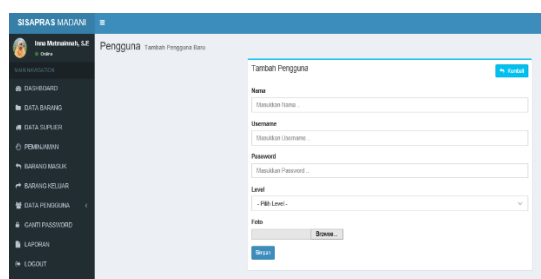 SISAPRAS MADANI
Inna Mutmainnah, S.E
Online
MAIN NAVIGATION
DASHBOARD
DATA BARANG
DATA SUPLIER
PEMINJAMAN
BARANG MASUK
BARANG KELUAR
DATA PENGGUNA
GANTI PASSWORD
LAPORAN
LOGOUT
Pengguna Tambah Pengguna Baru
Tambah Pengguna
Kembali
Nama
Masukkan Nama ..
Username
Masukkan Username ..
Password
Masukkan Password ..
Level
- Pilih Level -
Foto
Browse...
Simpan